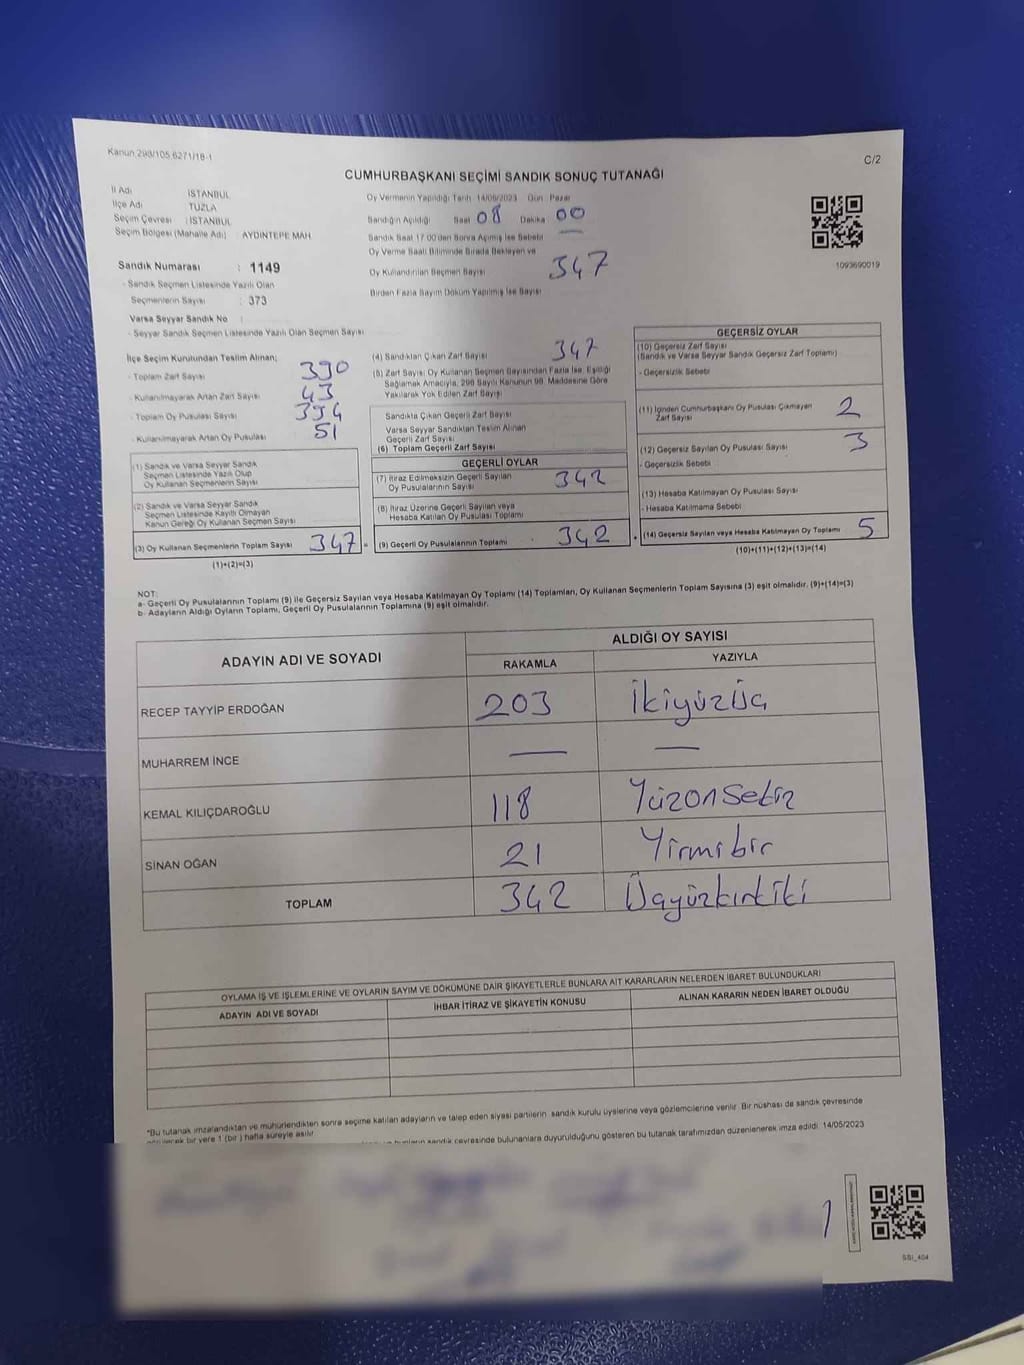 Kanun 298/105,6271/18-1
C/2
CUMHURBAŞKANI SEÇİMİ SANDIK SONUÇ TUTANAĞI
İl Adı İSTANBUL
İlçe Adı TUZLA
Seçim Çevresi : İSTANBUL
Seçim Bölgesi (Mahalle Adı) : AYDINTEPE MAH
Sandık Numarası : 1149
- Sandık Seçmen Listesinde Yazılı Olan
Seçmenlerin Sayısı : 373
Varsa Seyyar Sandık No :
- Seyyar Sandık Seçmen Listesinde Yazılı Olan Seçmen Sayısı
Oy Vermenin Yapıldığı Tarih 14/05/2023 Gün : Pazar
Sandığın Açıldığı Saat 08 Dakika 00
Sandık Saat 17:00'den Sonra Açılmış İse Sebebi —
Oy Verme Saati Bitiminde Sırada Bekleyen ve
Oy Kullandırılan Seçmen Sayısı 347
Birden Fazla Sayım Döküm Yapılmış İse Sayısı
1093690019
İlçe Seçim Kurulundan Teslim Alınan;
- Toplam Zarf Sayısı 390
- Kullanılmayarak Artan Zarf Sayısı 43
- Toplam Oy Pusulası Sayısı 394
- Kullanılmayarak Artan Oy Pusulası 51
(1) Sandık ve Varsa Seyyar Sandık
Seçmen Listesinde Yazılı Olup
Oy Kullanan Seçmenlerin Sayısı
(2) Sandık ve Varsa Seyyar Sandık
Seçmen Listesinde Kayıtlı Olmayan
Kanun Gereği Oy Kullanan Seçmen Sayısı
(3) Oy Kullanan Seçmenlerin Toplam Sayısı 347 =
(1)+(2)=(3)
(4) Sandıktan Çıkan Zarf Sayısı 347
(5) Zarf Sayısı Oy Kullanan Seçmen Sayısından Fazla İse, Eşitliği
Sağlamak Amacıyla, 298 Sayılı Kanunun 98. Maddesine Göre
Yakılarak Yok Edilen Zarf Sayısı
Sandıkta Çıkan Geçerli Zarf Sayısı
Varsa Seyyar Sandıktan Teslim Alınan
Geçerli Zarf Sayısı
(6) Toplam Geçerli Zarf Sayısı
GEÇERLİ OYLAR
(7) İtiraz Edilmeksizin Geçerli Sayılan
Oy Pusulalarının Sayısı 342
(8) İtiraz Üzerine Geçerli Sayılan veya
Hesaba Katılan Oy Pusulası Toplamı
(9) Geçerli Oy Pusulalarının Toplamı : 342 +
GEÇERSİZ OYLAR
(10) Geçersiz Zarf Sayısı
(Sandık ve Varsa Seyyar Sandık Geçersiz Zarf Toplamı)
- Geçersizlik Sebebi
(11) İçinden Cumhurbaşkanı Oy Pusulası Çıkmayan
Zarf Sayısı 2
(12) Geçersiz Sayılan Oy Pusulası Sayısı 3
- Geçersizlik Sebebi
(13) Hesaba Katılmayan Oy Pusulası Sayısı
- Hesaba Katılmama Sebebi
(14) Geçersiz Sayılan veya Hesaba Katılmayan Oy Toplamı 5
(10)+(11)+(12)+(13)=(14)
NOT:
a- Geçerli Oy Pusulalarının Toplamı (9) ile Geçersiz Sayılan veya Hesaba Katılmayan Oy Toplamı (14) Toplamları, Oy Kullanan Seçmenlerin Toplam Sayısına (3) eşit olmalıdır. (9)+(14)=(3)
b- Adayların Aldığı Oyların Toplamı, Geçerli Oy Pusulalarının Toplamına (9) eşit olmalıdır.
ADAYIN ADI VE SOYADI
ALDIĞI OY SAYISI
RAKAMLA YAZIYLA
RECEP TAYYİP ERDOĞAN 203 İkiyüzÜç
MUHARREM İNCE — —
KEMAL KILIÇDAROĞLU 118 Yüzonsekiz
SİNAN OĞAN 21 Yirmibir
TOPLAM 342 Üçyüzkırkiki
OYLAMA İŞ VE İŞLEMLERİNE VE OYLARIN SAYIM VE DÖKÜMÜNE DAİR ŞİKAYETLERLE BUNLARA AİT KARARLARIN NELERDEN İBARET BULUNDUKLARI
ADAYIN ADI VE SOYADI
İHBAR İTİRAZ VE ŞİKAYETİN KONUSU
ALINAN KARARIN NEDEN İBARET OLDUĞU
*Bu tutanak imzalandıktan ve mühürlendikten sonra seçime katılan adayların ve talep eden siyasi partilerin sandık kurulu üyelerine veya gözlemcilerine verilir. Bir nüshası da sandık çevresinde
bir yere 1 (bir) hafta süreyle asılır.
sandık çevresinde bulunanlara duyurulduğunu gösteren bu tutanak tarafımızdan düzenlenerek imza edildi. 14/05/2023
SSI_404